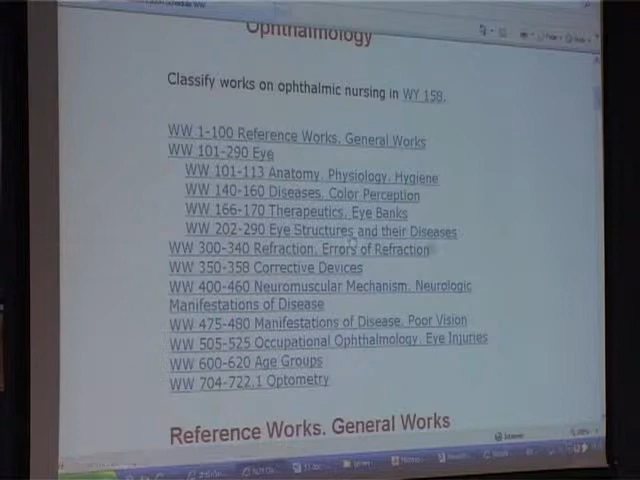 Ophthalmology
Classify works on ophthalmic nursing in WY 158.
WW 1-100 Reference Works. General Works
WW 101-290 Eye
WW 101-113 Anatomy. Physiology. Hygiene
WW 140-160 Diseases. Color Perception
WW 166-170 Therapeutics. Eye Banks
WW 202-290 Eye Structures and their Diseases
WW 300-340 Refraction. Errors of Refraction
WW 350-358 Corrective Devices
WW 400-460 Neuromuscular Mechanism. Neurologic
Manifestations of Disease
WW 475-480 Manifestations of Disease. Poor Vision
WW 505-525 Occupational Ophthalmology. Eye Injuries
WW 600-620 Age Groups
WW 704-722.1 Optometry
Reference Works. General Works